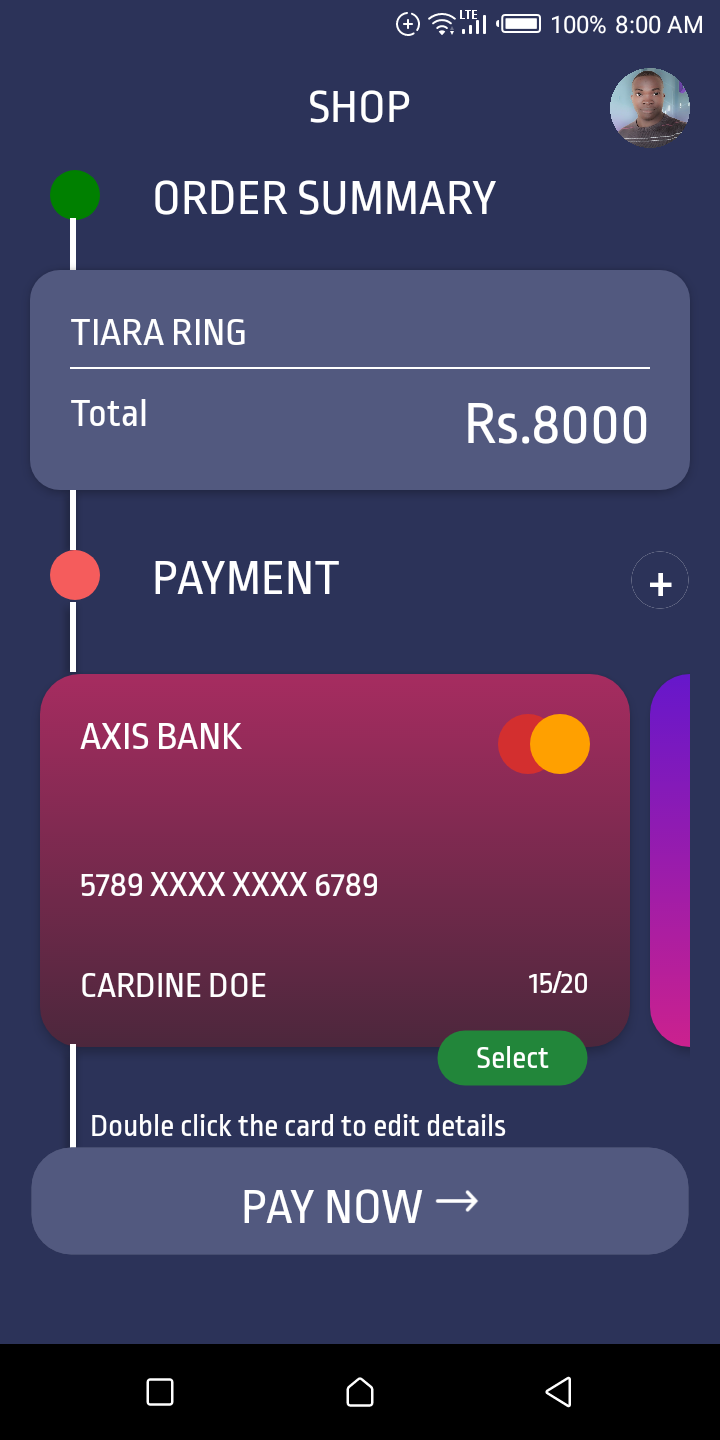 LTE 100% 8:00 AM
SHOP
ORDER SUMMARY
TIARA RING
Total Rs.8000
PAYMENT +
AXIS BANK
5789 XXXX XXXX 6789
CARDINE DOE 15/20
Select
Double click the card to edit details
PAY NOW →